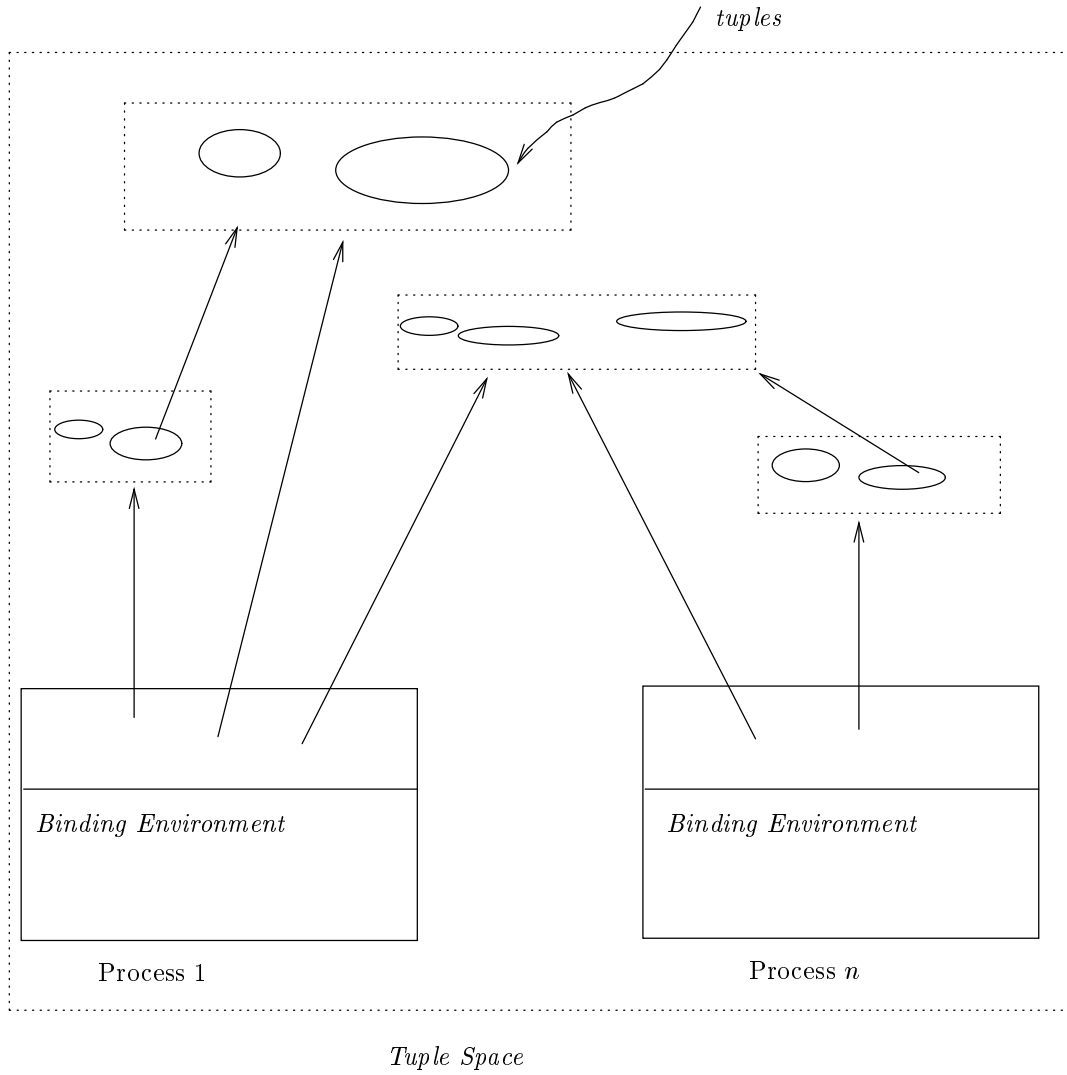 tuples
Binding Environment
Binding Environment
Process 1
Process n
Tuple Space